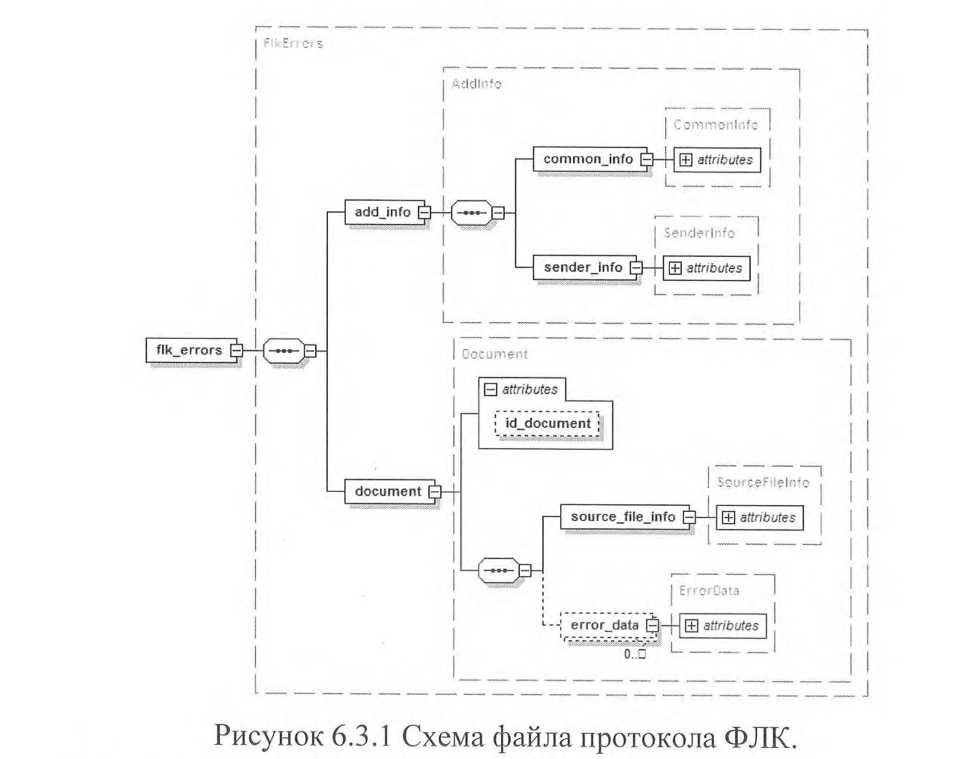 FlkErrors
AddInfo
CommonInfo
common_info
attributes
add_info
SenderInfo
sender_info
attributes
flk_errors
Document
attributes
id_document
document
SourceFileInfo
source_file_info
attributes
ErrorData
error_data
attributes
0..□
Рисунок 6.3.1 Схема файла протокола ФЛК.